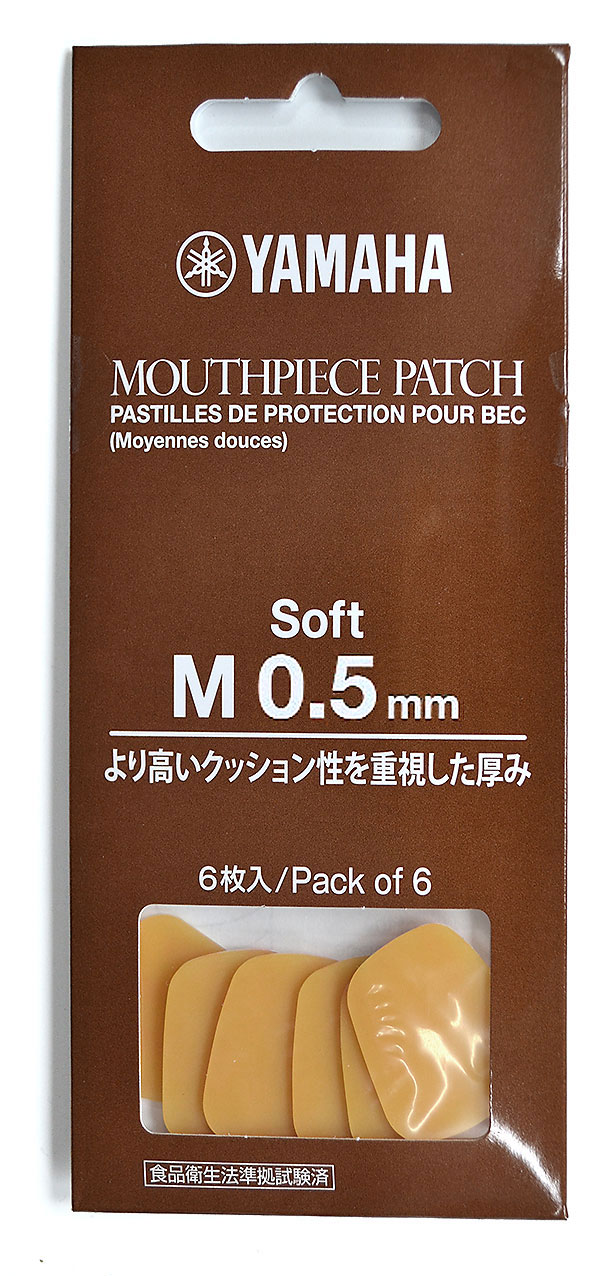 YAMAHA
MOUTHPIECE PATCH
PASTILLES DE PROTECTION POUR BEC
(Moyennes douces)
Soft
M 0.5 mm
より高いクッション性を重視した厚み
6枚入/Pack of 6
食品衛生法準拠試験済